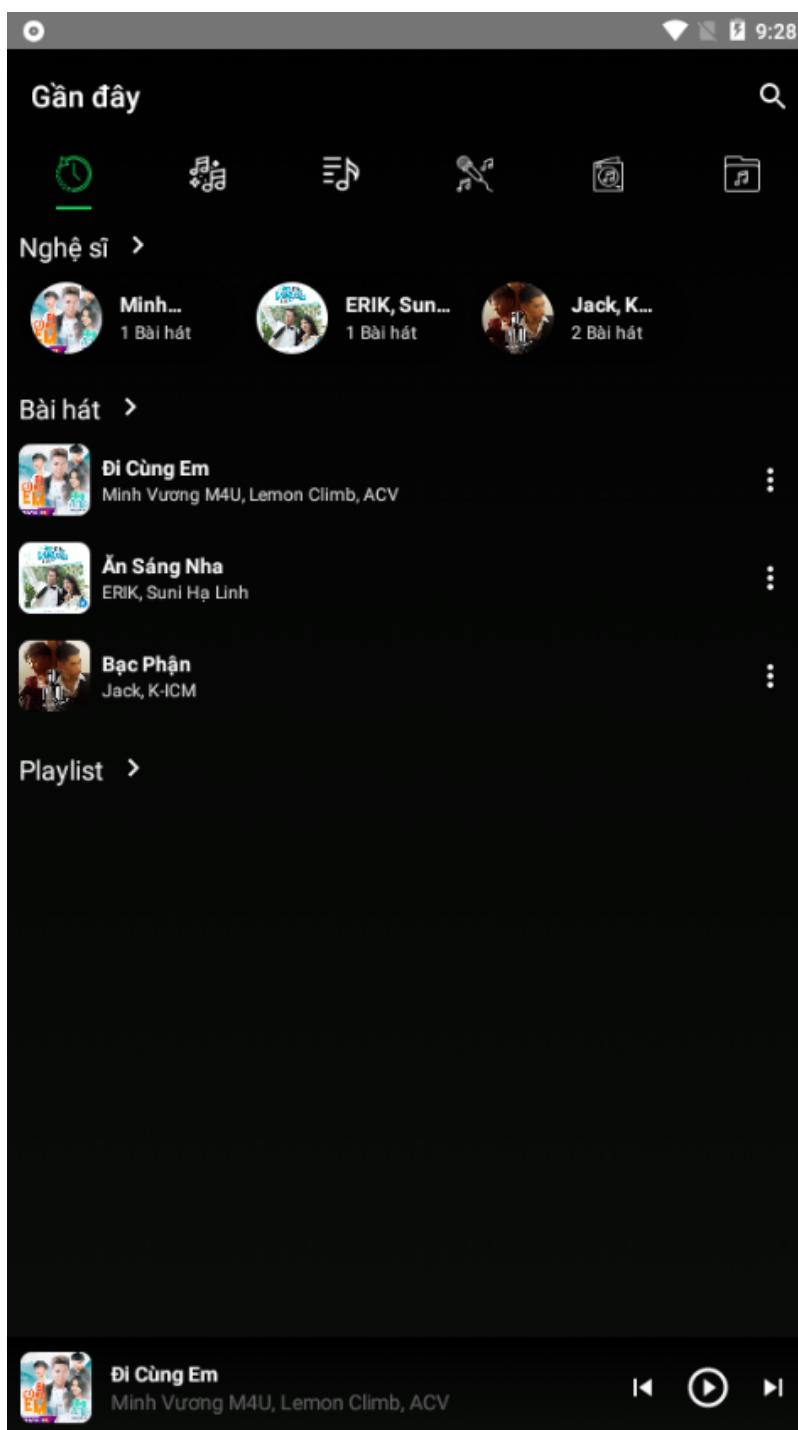 9:28
Gần đây
Nghệ sĩ
Minh...
1 Bài hát
ERIK, Sun...
1 Bài hát
Jack, K...
2 Bài hát
Bài hát
Đi Cùng Em
Minh Vương M4U, Lemon Climb, ACV
Ăn Sáng Nha
ERIK, Suni Hạ Linh
Bạc Phận
Jack, K-ICM
Playlist
Đi Cùng Em
Minh Vương M4U, Lemon Climb, ACV